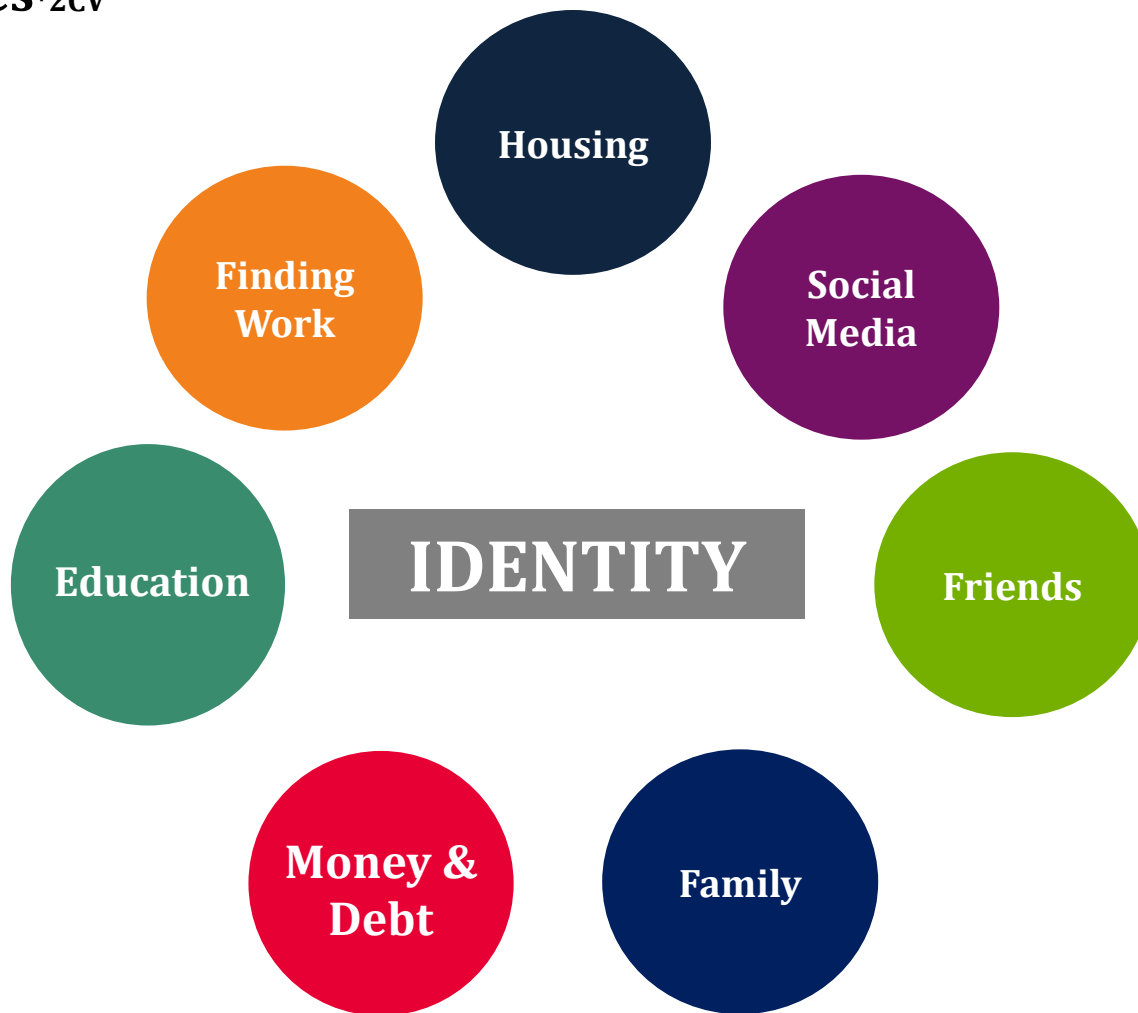 Housing
Finding
Work
Social
Media
Education
IDENTITY
Friends
Money &
Debt
Family